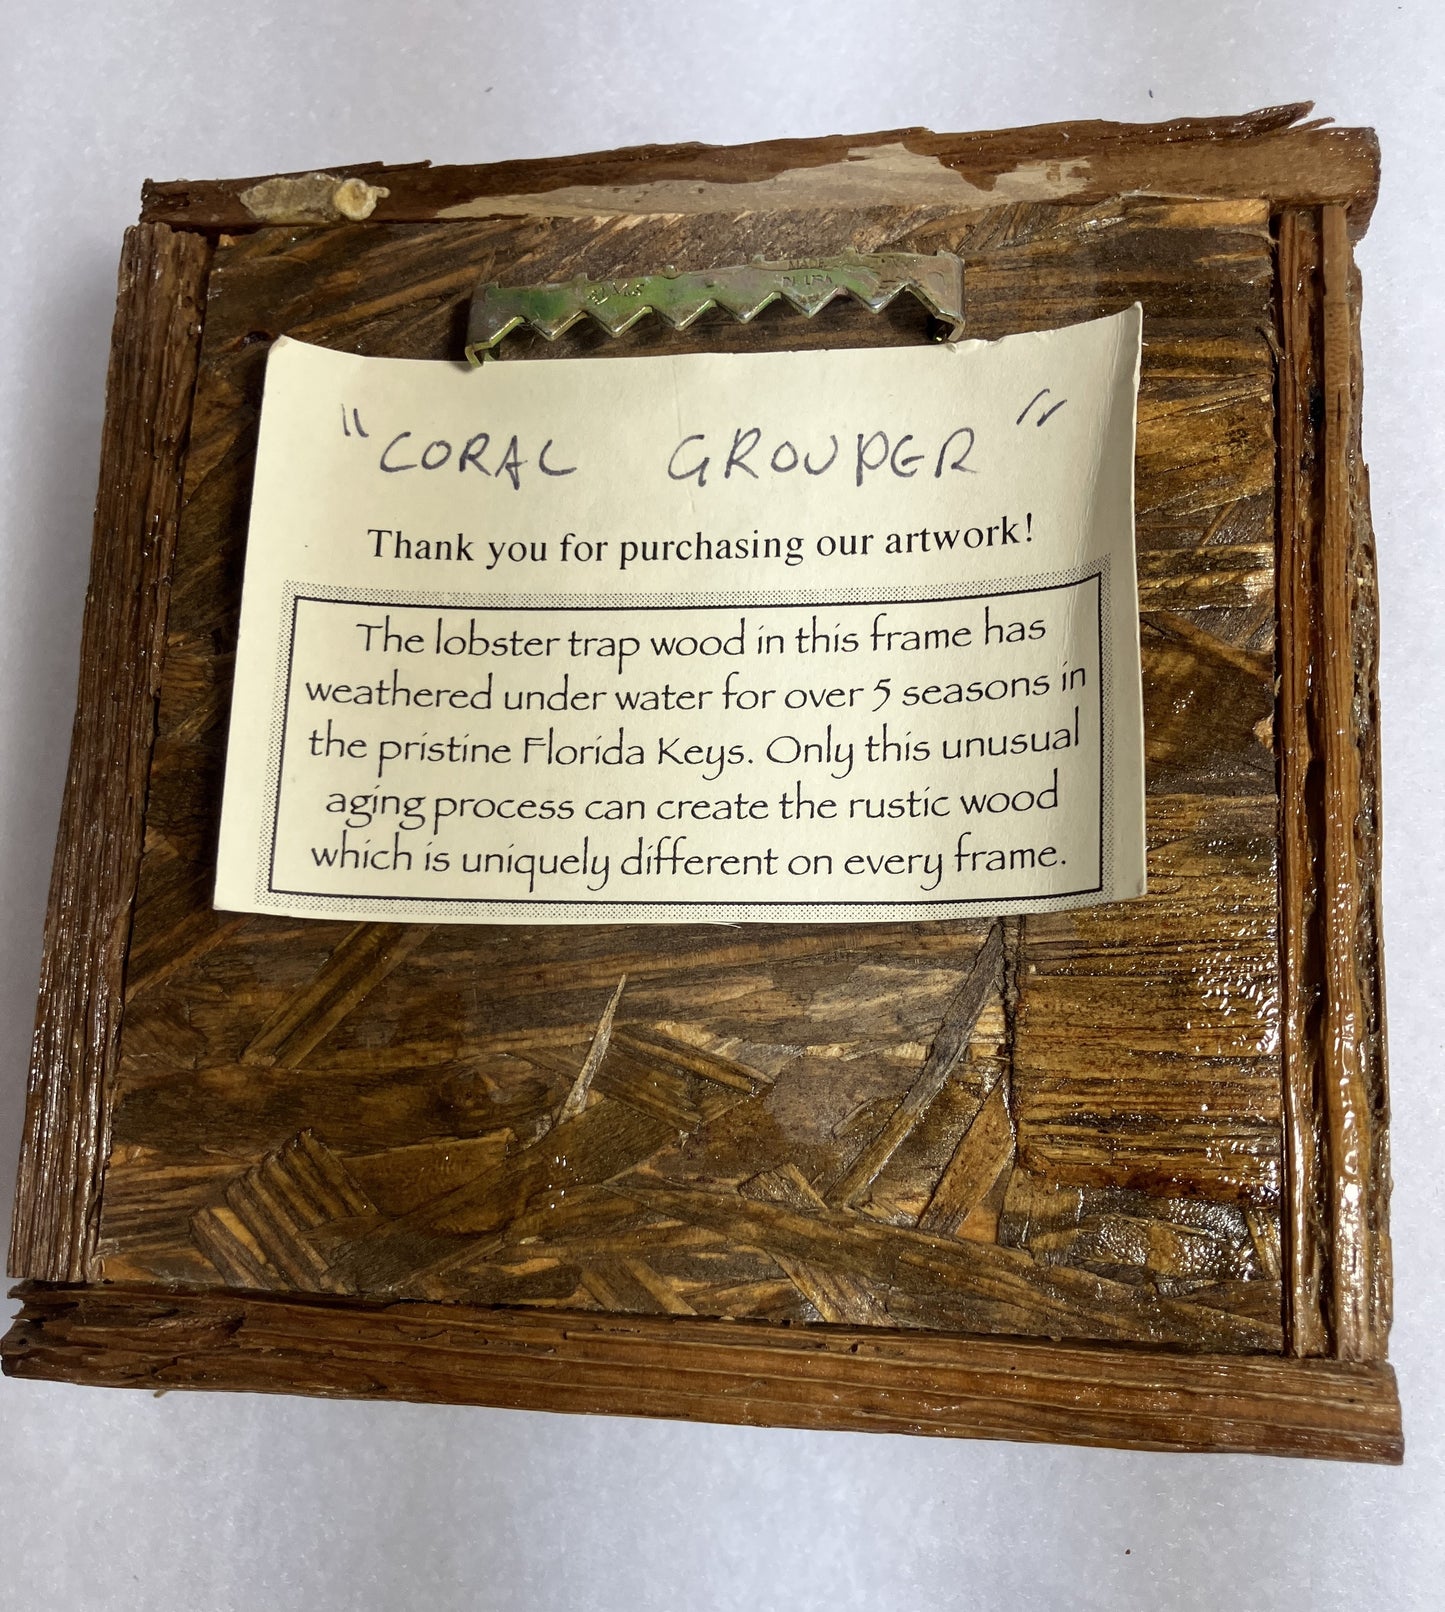 "CORAL GROUPER"
Thank you for purchasing our artwork!
The lobster trap wood in this frame has
weathered under water for over 5 seasons in
the pristine Florida Keys. Only this unusual
aging process can create the rustic wood
which is uniquely different on every frame.